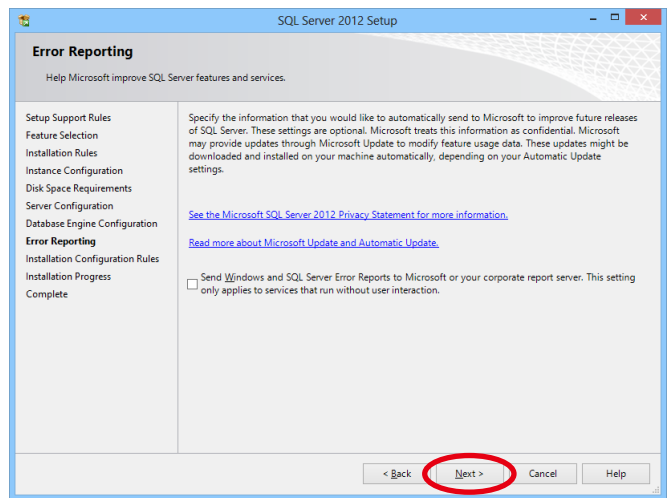 SQL Server 2012 Setup
Error Reporting
Help Microsoft improve SQL Server features and services.
Setup Support Rules
Feature Selection
Installation Rules
Instance Configuration
Disk Space Requirements
Server Configuration
Database Engine Configuration
Error Reporting
Installation Configuration Rules
Installation Progress
Complete
Specify the information that you would like to automatically send to Microsoft to improve future releases
of SQL Server. These settings are optional. Microsoft treats this information as confidential. Microsoft
may provide updates through Microsoft Update to modify feature usage data. These updates might be
downloaded and installed on your machine automatically, depending on your Automatic Update
settings.
See the Microsoft SQL Server 2012 Privacy Statement for more information.
Read more about Microsoft Update and Automatic Update.
Send Windows and SQL Server Error Reports to Microsoft or your corporate report server. This setting
only applies to services that run without user interaction.
< Back
Next >
Cancel
Help